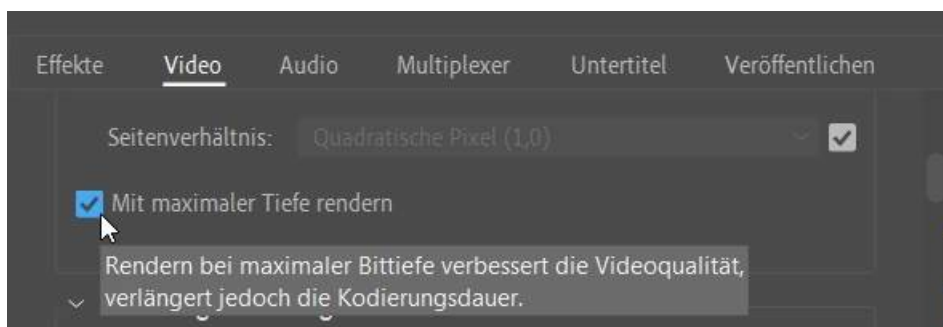 Effekte Video Audio Multiplexer Untertitel Veröffentlichen
Seitenverhältnis: Quadratische Pixel (1,0)
Mit maximaler Tiefe rendern
Rendern bei maximaler Bittiefe verbessert die Videoqualität,
verlängert jedoch die Kodierungsdauer.